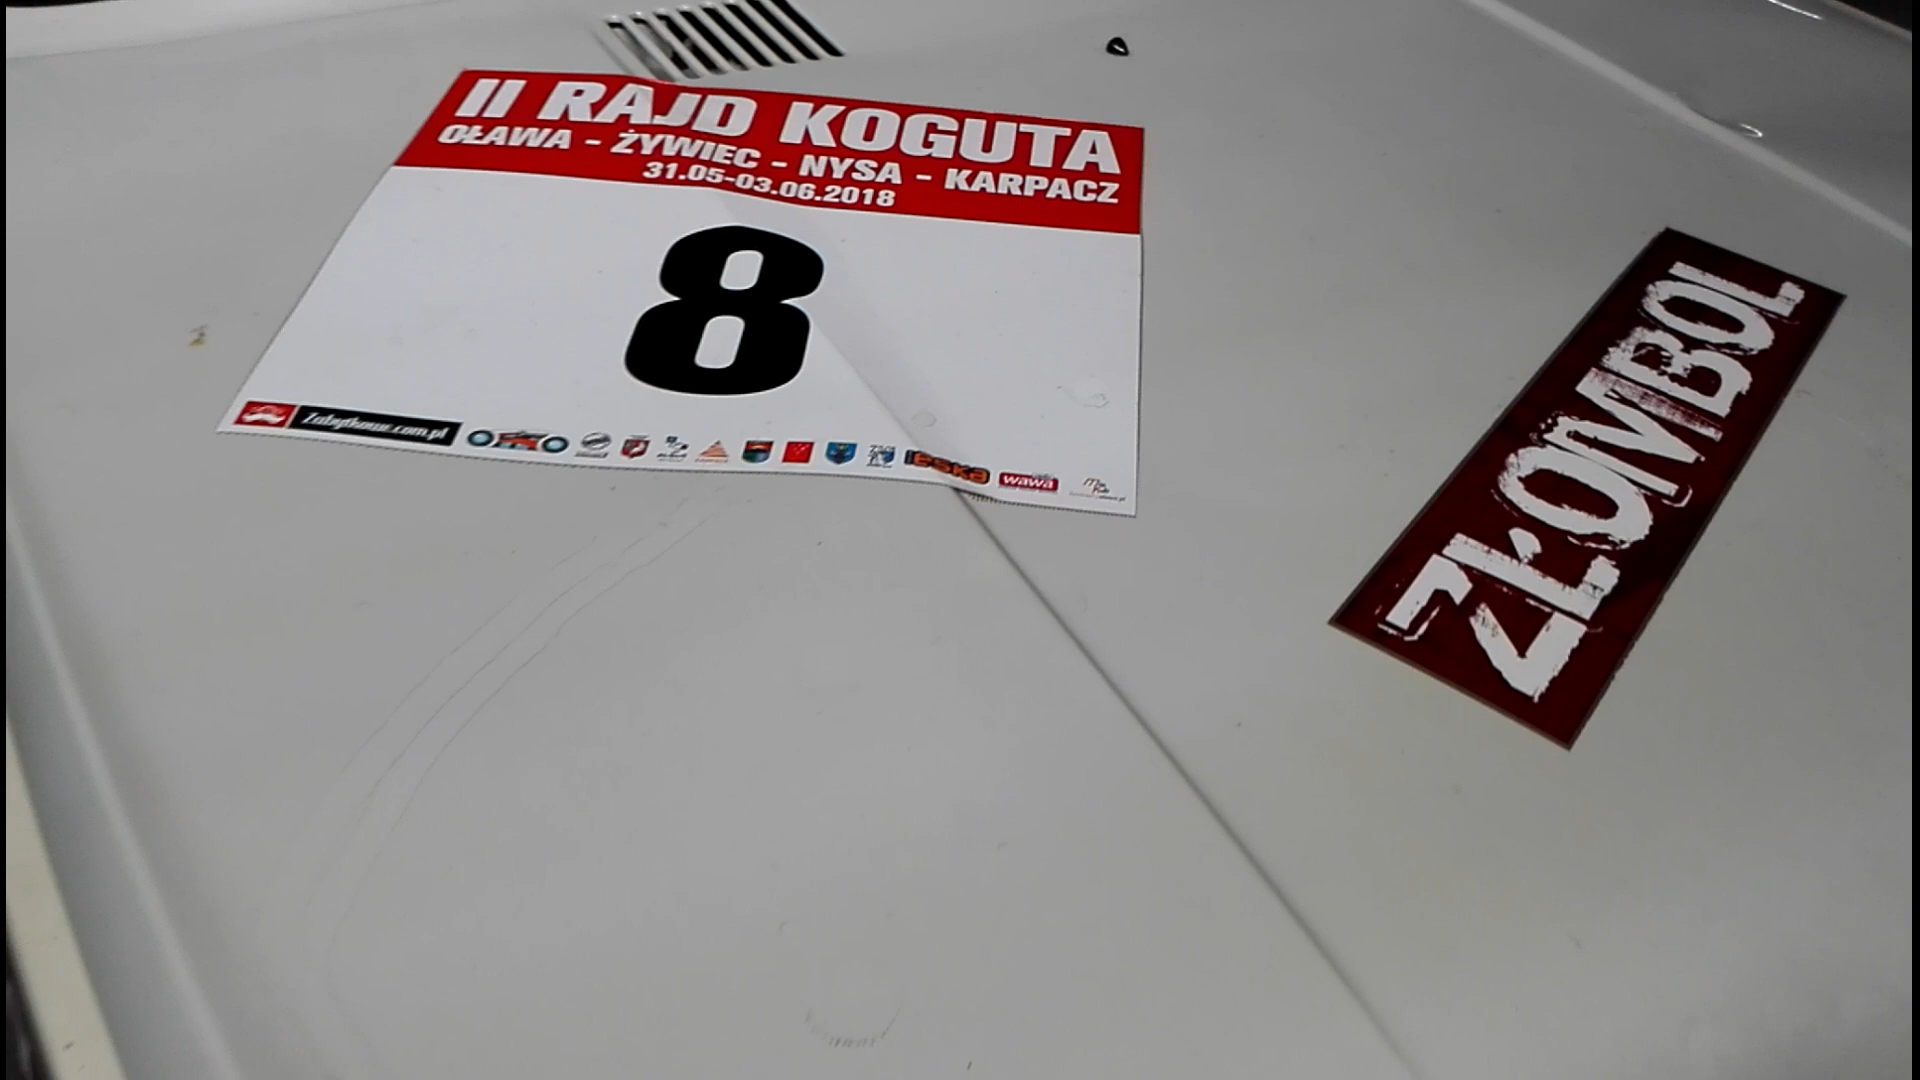 II RAJD KOGUTA
OŁAWA - ŻYWIEC - NYSA - KARPACZ
31.05-03.06.2018
8
Zabytkowe.com.pl
ESKA
wawa
ZŁOMBOL